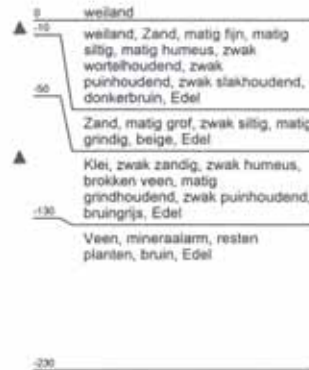 0 weiland
-10
weiland, Zand, matig fijn, matig
siltig, matig humeus, zwak
wortelhoudend, zwak
puinhoudend, zwak slakhoudend,
donkerbruin, Edel
-50
Zand, matig grof, zwak siltig, matig
grindig, beige, Edel
Klei, zwak zandig, zwak humeus,
brokken veen, matig
grindhoudend, zwak puinhoudend,
bruingrijs, Edel
-130
Veen, mineraalarm, resten
planten, bruin, Edel
-230